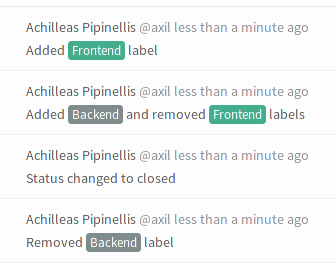 Achilleas Pipinellis @axil less than a minute ago
Added Frontend label
Achilleas Pipinellis @axil less than a minute ago
Added Backend and removed Frontend labels
Achilleas Pipinellis @axil less than a minute ago
Status changed to closed
Achilleas Pipinellis @axil less than a minute ago
Removed Backend label